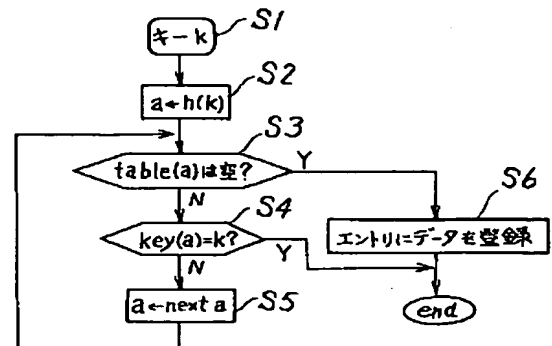 キー k
S1
a←h(k)
S2
table(a)は空?
S3
Y
N
key(a)=k?
S4
Y
N
a←next a
S5
エントリにデータを登録
S6
end